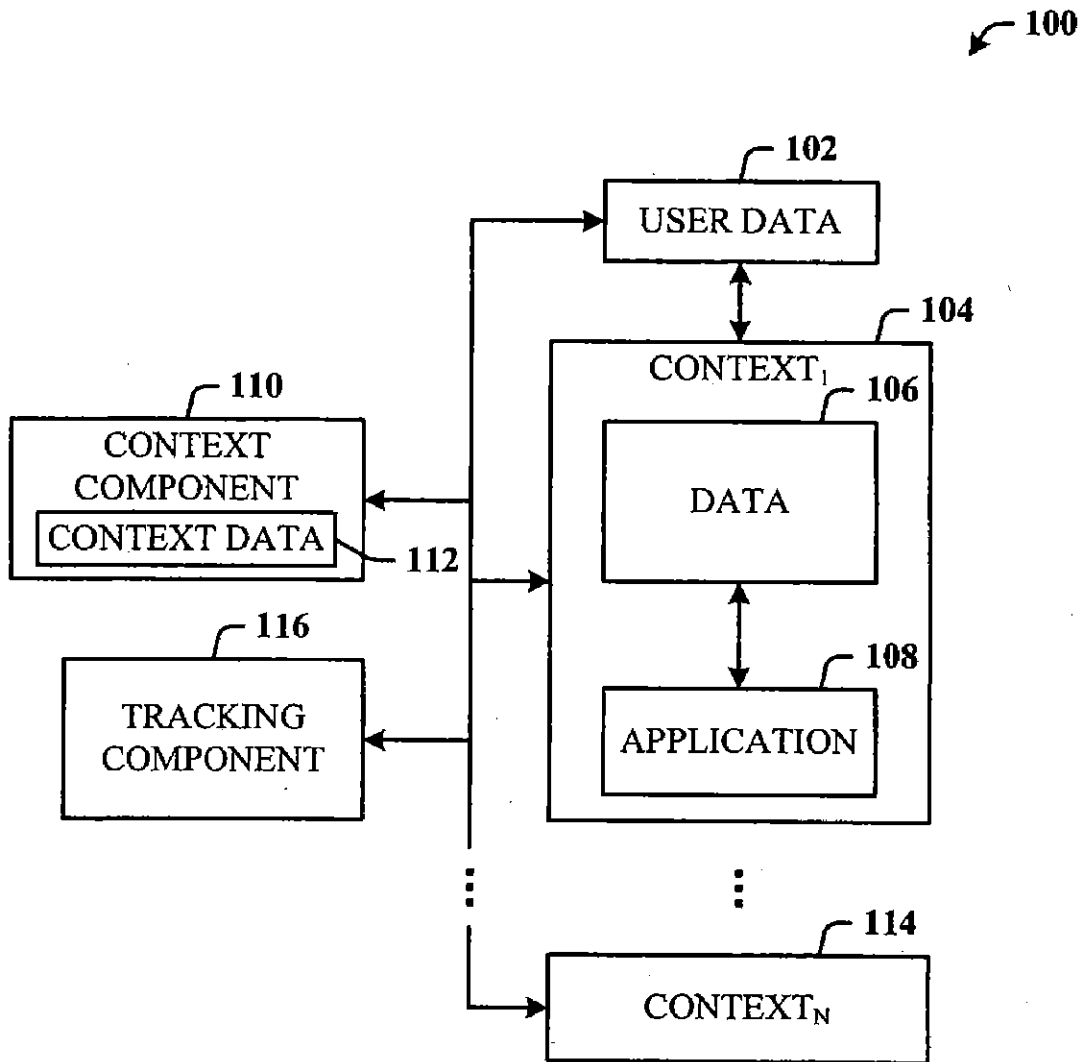 100
102
USER DATA
104
CONTEXT₁
106
DATA
108
APPLICATION
110
CONTEXT
COMPONENT
CONTEXT DATA
112
116
TRACKING
COMPONENT
...
...
114
CONTEXT_N